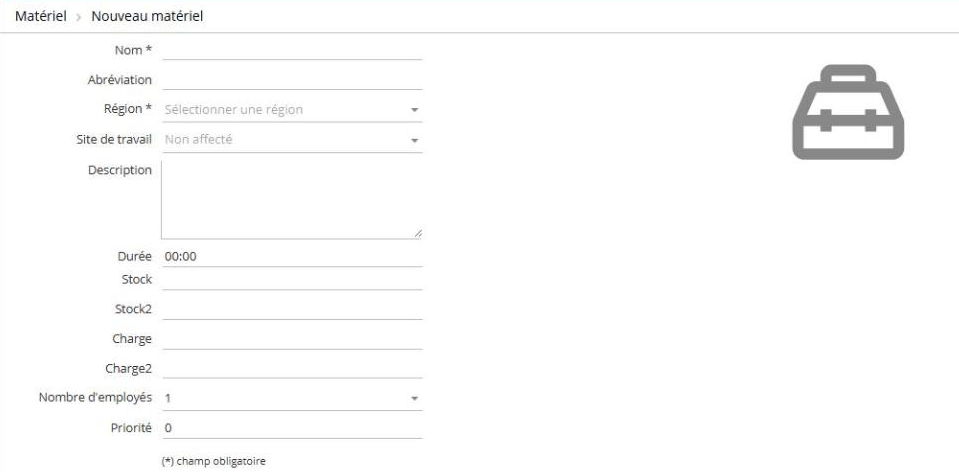 Matériel > Nouveau matériel
Nom *
Abréviation
Région * Sélectionner une région
Site de travail Non affecté
Description
Durée 00:00
Stock
Stock2
Charge
Charge2
Nombre d'employés 1
Priorité 0
(*) champ obligatoire